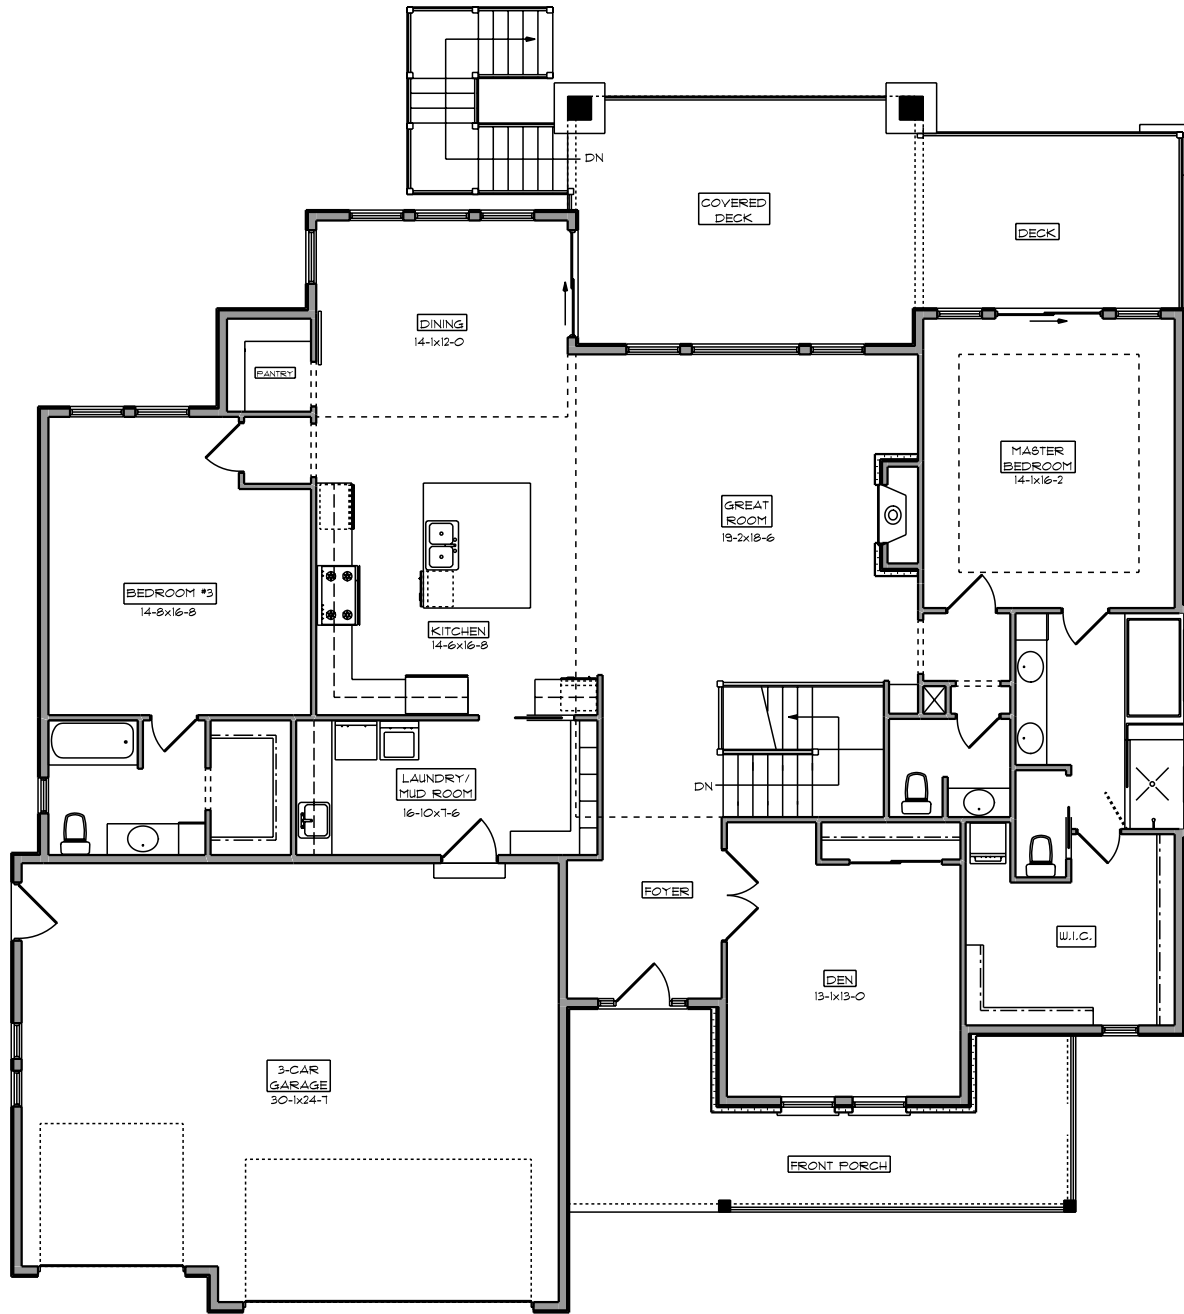 DN
COVERED
DECK
DECK
DINING
14-1x12-0
PANTRY
MASTER
BEDROOM
14-1x16-2
GREAT
ROOM
19-2x18-6
BEDROOM #3
14-8x16-8
KITCHEN
14-6x16-8
LAUNDRY/
MUD ROOM
16-10x7-6
DN
FOYER
W.I.C.
DEN
13-1x13-0
3-CAR
GARAGE
30-1x24-7
FRONT PORCH